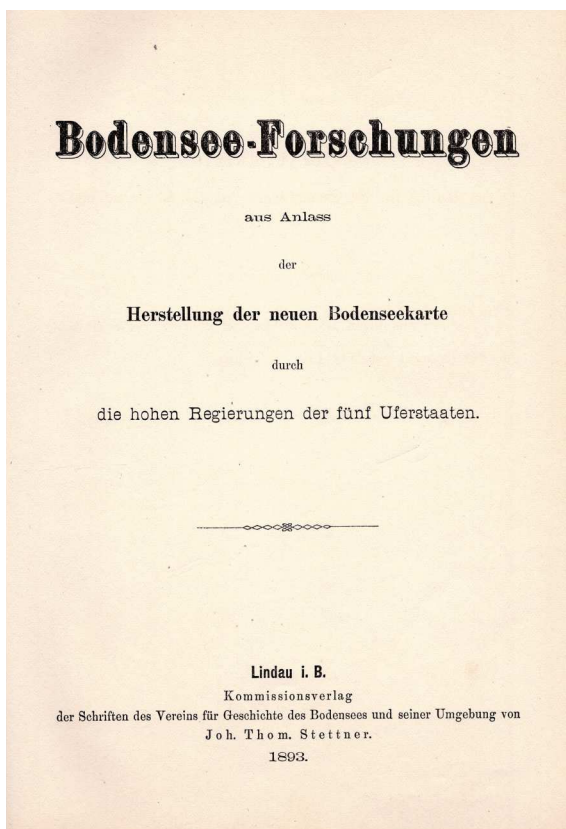 Bodensee-Forschungen
aus Anlass
der
Herstellung der neuen Bodenseekarte
durch
die hohen Regierungen der fünf Uferstaaten.
Lindau i. B.
Kommissionsverlag
der Schriften des Vereins für Geschichte des Bodensees und seiner Umgebung von
Joh. Thom. Stettner.
1893.